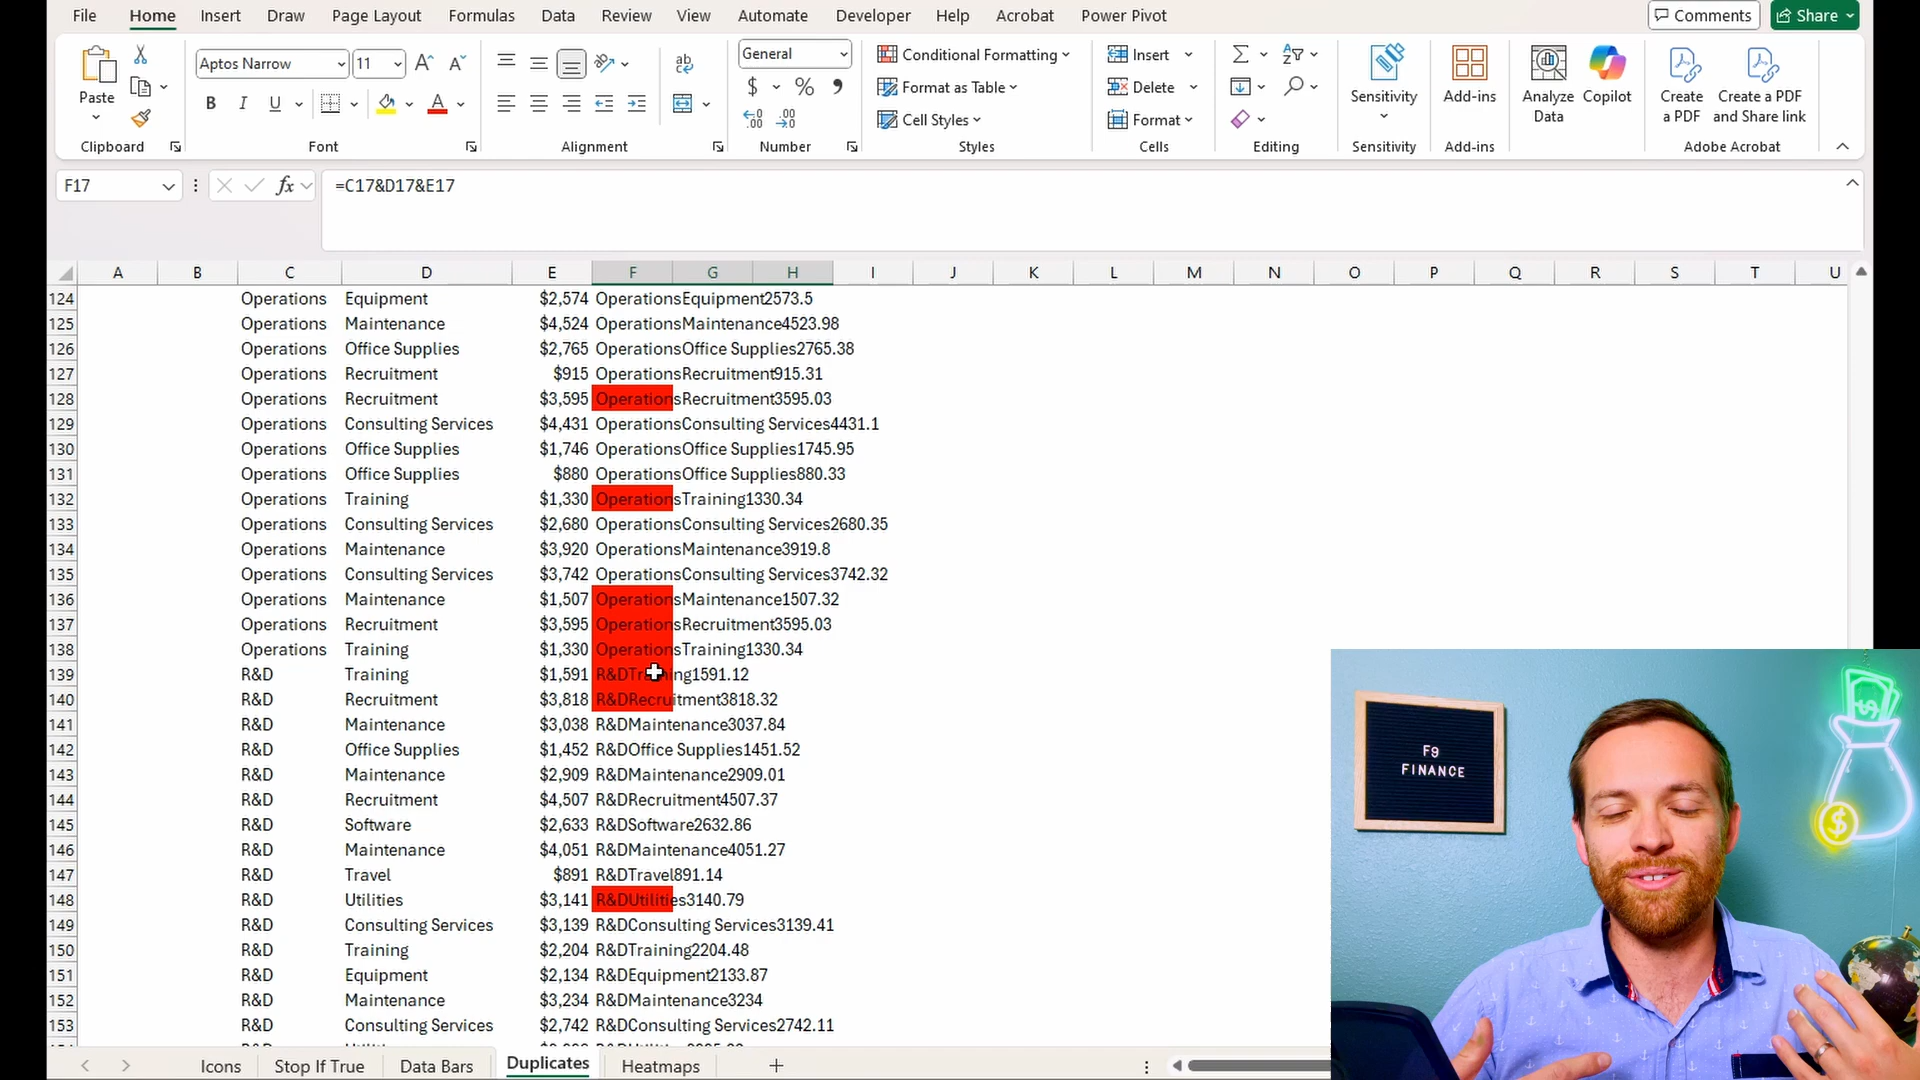 File Home Insert Draw Page Layout Formulas Data Review View Automate Developer Help Acrobat Power Pivot Comments Share
Paste
Clipboard
Aptos Narrow 11
B I U
Font
Alignment
General
$ % 9
Number
Conditional Formatting
Format as Table
Cell Styles
Styles
Insert
Delete
Format
Cells
Editing
Sensitivity
Sensitivity
Add-ins
Add-ins
Analyze Data
Copilot
Create a PDF
Create a PDF and Share link
Adobe Acrobat
F17 fx =C17&D17&E17
A B C D E F G H I J K L M N O P Q R S T U
124 Operations Equipment $2,574 OperationsEquipment2573.5
125 Operations Maintenance $4,524 OperationsMaintenance4523.98
126 Operations Office Supplies $2,765 OperationsOffice Supplies2765.38
127 Operations Recruitment $915 OperationsRecruitment915.31
128 Operations Recruitment $3,595 OperationsRecruitment3595.03
129 Operations Consulting Services $4,431 OperationsConsulting Services4431.1
130 Operations Office Supplies $1,746 OperationsOffice Supplies1745.95
131 Operations Office Supplies $880 OperationsOffice Supplies880.33
132 Operations Training $1,330 OperationsTraining1330.34
133 Operations Consulting Services $2,680 OperationsConsulting Services2680.35
134 Operations Maintenance $3,920 OperationsMaintenance3919.8
135 Operations Consulting Services $3,742 OperationsConsulting Services3742.32
136 Operations Maintenance $1,507 OperationsMaintenance1507.32
137 Operations Recruitment $3,595 OperationsRecruitment3595.03
138 Operations Training $1,330 OperationsTraining1330.34
139 R&D Training $1,591 R&DTraining1591.12
140 R&D Recruitment $3,818 R&DRecruitment3818.32
141 R&D Maintenance $3,038 R&DMaintenance3037.84
142 R&D Office Supplies $1,452 R&DOffice Supplies1451.52
143 R&D Maintenance $2,909 R&DMaintenance2909.01
144 R&D Recruitment $4,507 R&DRecruitment4507.37
145 R&D Software $2,633 R&DSoftware2632.86
146 R&D Maintenance $4,051 R&DMaintenance4051.27
147 R&D Travel $891 R&DTravel891.14
148 R&D Utilities $3,141 R&DUtilities3140.79
149 R&D Consulting Services $3,139 R&DConsulting Services3139.41
150 R&D Training $2,204 R&DTraining2204.48
151 R&D Equipment $2,134 R&DEquipment2133.87
152 R&D Maintenance $3,234 R&DMaintenance3234
153 R&D Consulting Services $2,742 R&DConsulting Services2742.11
Icons Stop If True Data Bars Duplicates Heatmaps
F9
FINANCE
$
$